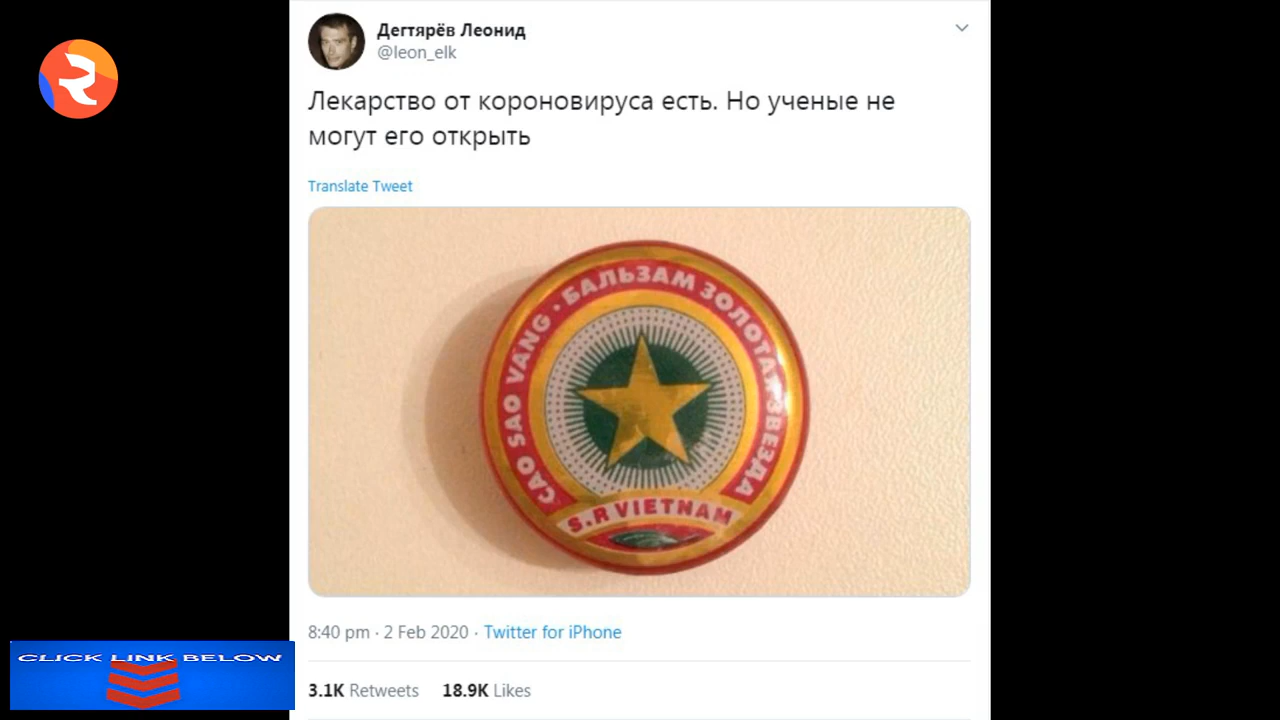 Дегтярёв Леонид
@leon_elk
Лекарство от короновируса есть. Но ученые не
могут его открыть
Translate Tweet
CAO SAO VANG · БАЛЬЗАМ ЗОЛОТАЯ ЗВЕЗДА
S.R VIETNAM
8:40 pm · 2 Feb 2020 · Twitter for iPhone
CLICK LINK BELOW
3.1K Retweets 18.9K Likes